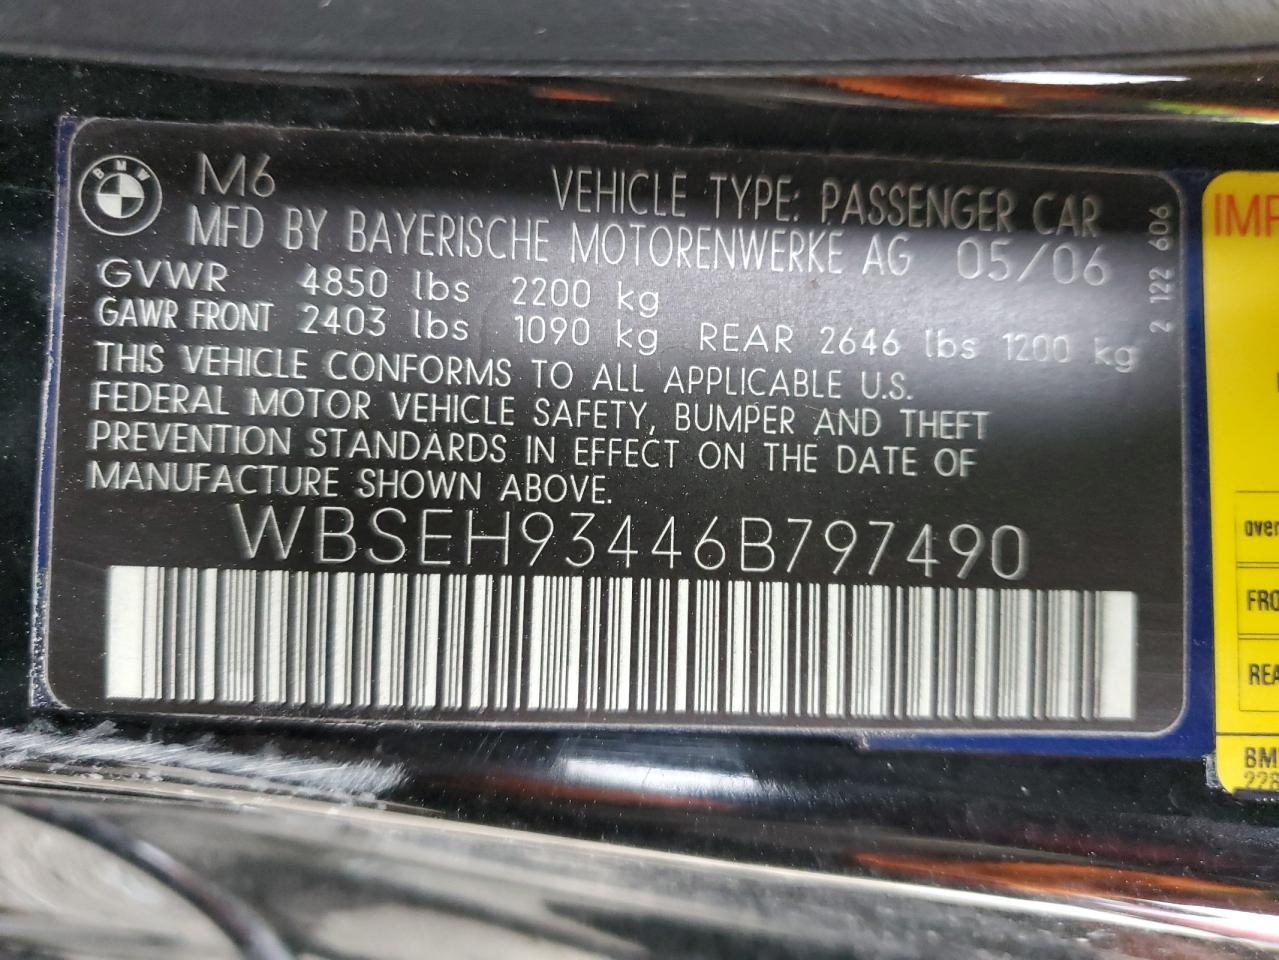 BMW
M6
VEHICLE TYPE: PASSENGER CAR
MFD BY BAYERISCHE MOTORENWERKE AG 05/06
GVWR 4850 lbs 2200 kg
GAWR FRONT 2403 lbs 1090 kg REAR 2646 lbs 1200 kg
THIS VEHICLE CONFORMS TO ALL APPLICABLE U.S.
FEDERAL MOTOR VEHICLE SAFETY, BUMPER AND THEFT
PREVENTION STANDARDS IN EFFECT ON THE DATE OF
MANUFACTURE SHOWN ABOVE.
WBSEH93446B797490
2 122 606
IMP
over
FRO
REA
BM
228